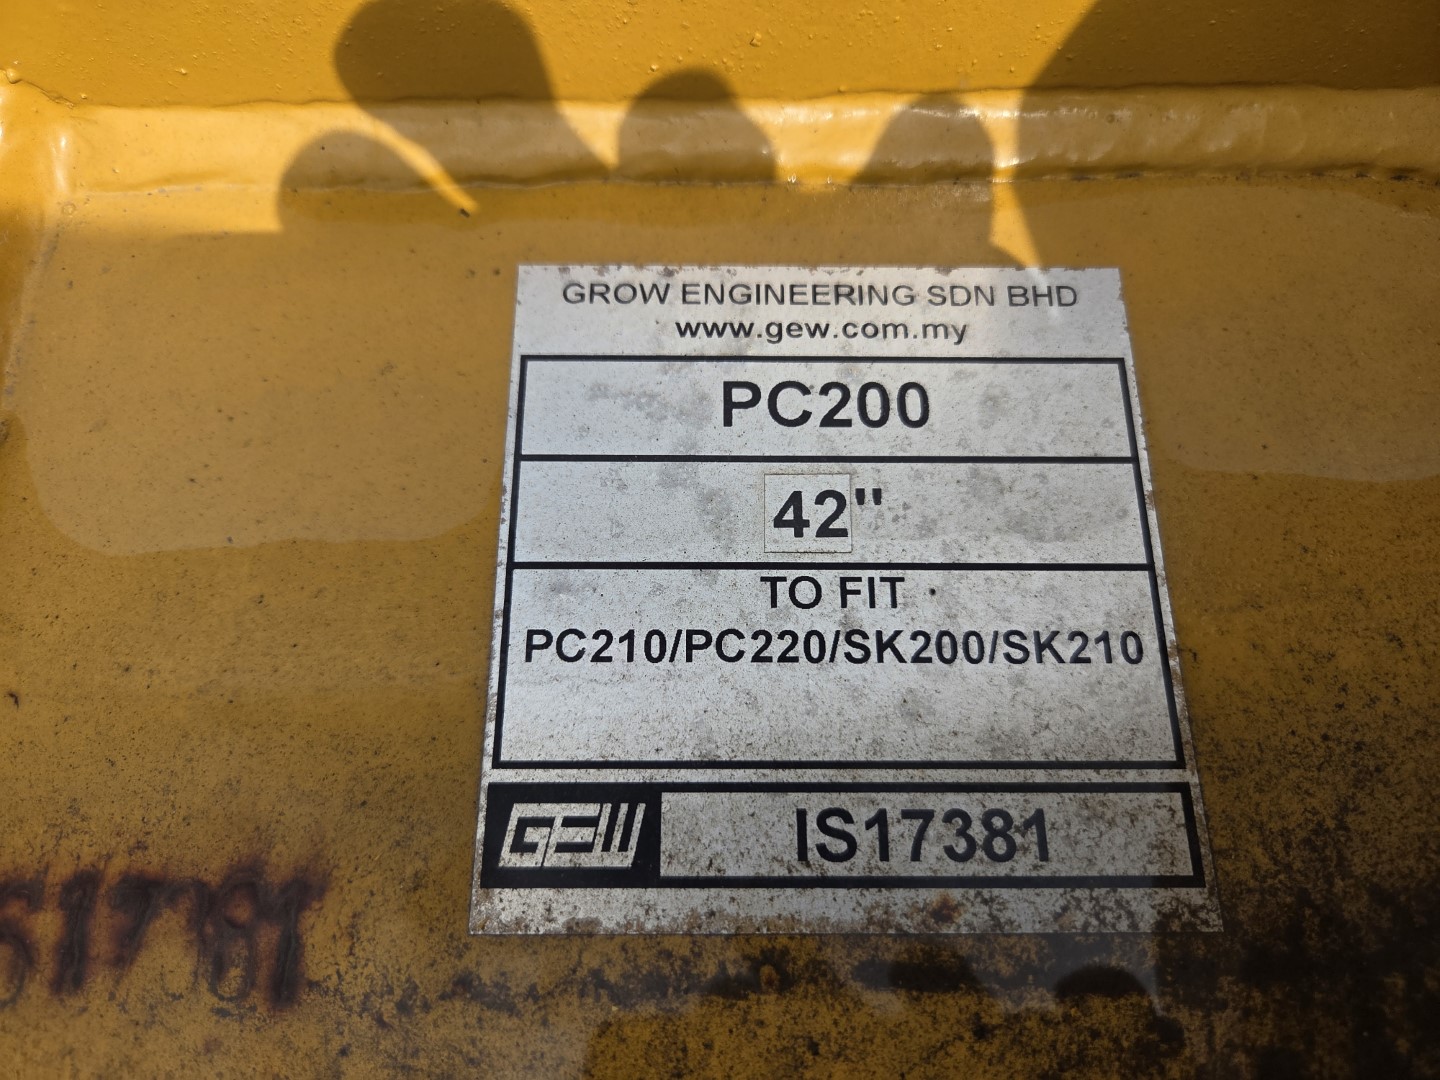 GROW ENGINEERING SDN BHD
www.gew.com.my
PC200
42"
TO FIT
PC210/PC220/SK200/SK210
GEW
IS17381